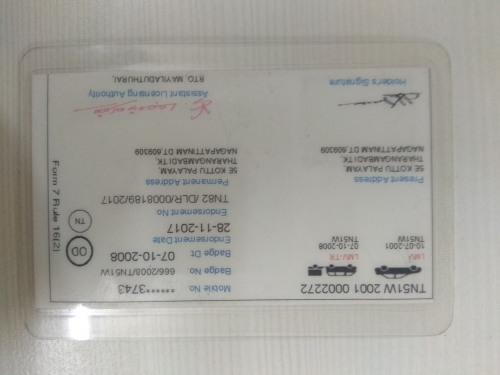 TN51W 2001 0002272
LMV
LMV-TR
10-07-2001
07-10-2008
TN51W
TN51W
Present Address
5E KOTTU PALAYAM,
THARANGAMBADI TK,
NAGAPATTINAM DT.609309
Holder's Signature
Mobile No. ******3743
Badge No. 666/2008/TN51W
Badge Dt. 07-10-2008
Endorsement Date
28-11-2017
Endorsement No
TN82 /DLR/0008189/2017
Permanent Address
5E KOTTU PALAYAM,
THARANGAMBADI TK,
NAGAPATTINAM DT.609309
Assistant Licensing Authority
RTO, MAYILADUTHURAI,
OD
TN
Form 7 Rule 16(2)